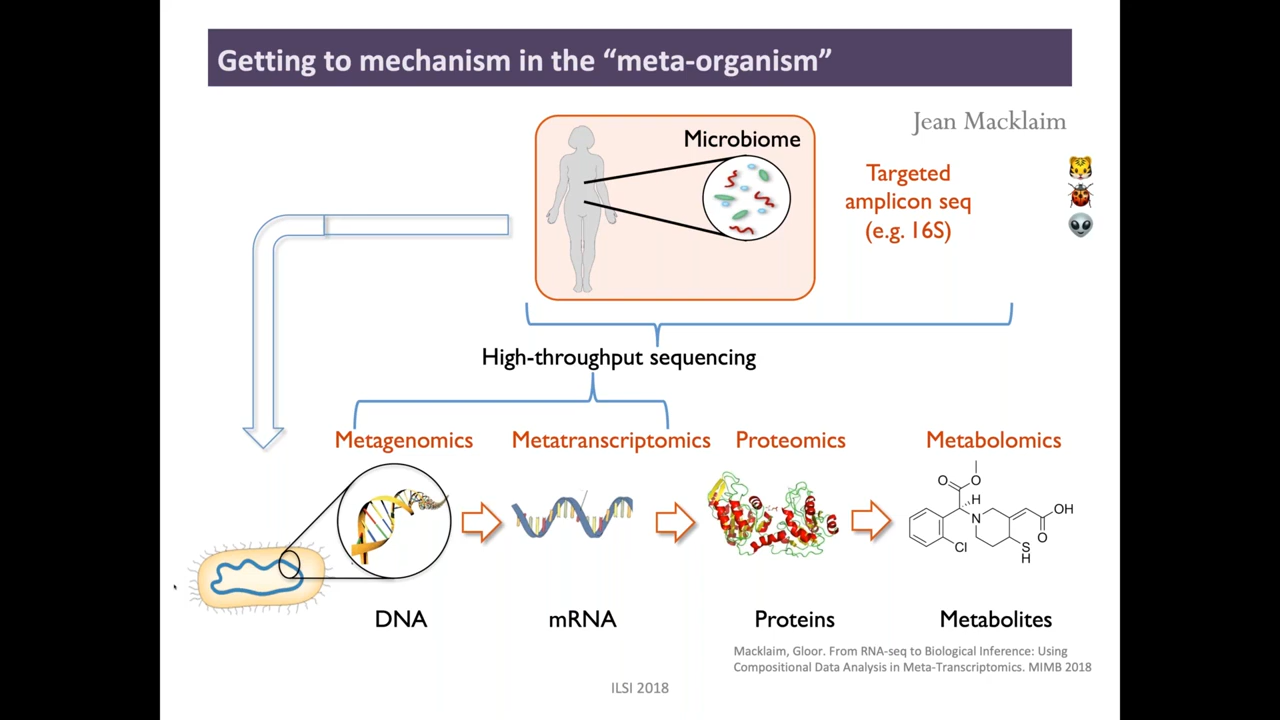 Getting to mechanism in the “meta-organism”
Jean Macklaim
Microbiome
Targeted
amplicon seq
(e.g. 16S)
High-throughput sequencing
Metagenomics
Metatranscriptomics
Proteomics
Metabolomics
O
O
H
N
OH
O
Cl
S
H
DNA
mRNA
Proteins
Metabolites
Macklaim, Gloor. From RNA-seq to Biological Inference: Using
Compositional Data Analysis in Meta-Transcriptomics. MIMB 2018
ILSI 2018